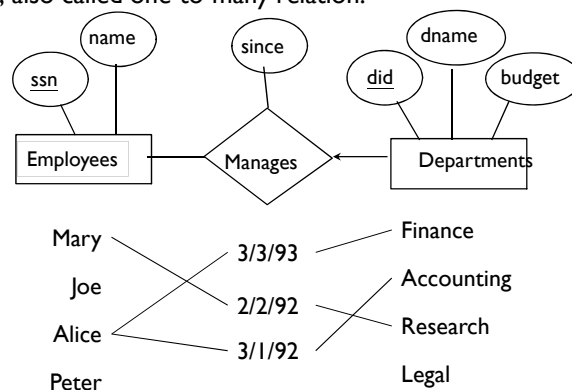 , also called one to many relation.
name
since
dname
ssn
did
budget
Employees
Manages
Departments
Mary
3/3/93
Finance
Joe
Accounting
2/2/92
Alice
Research
3/1/92
Peter
Legal